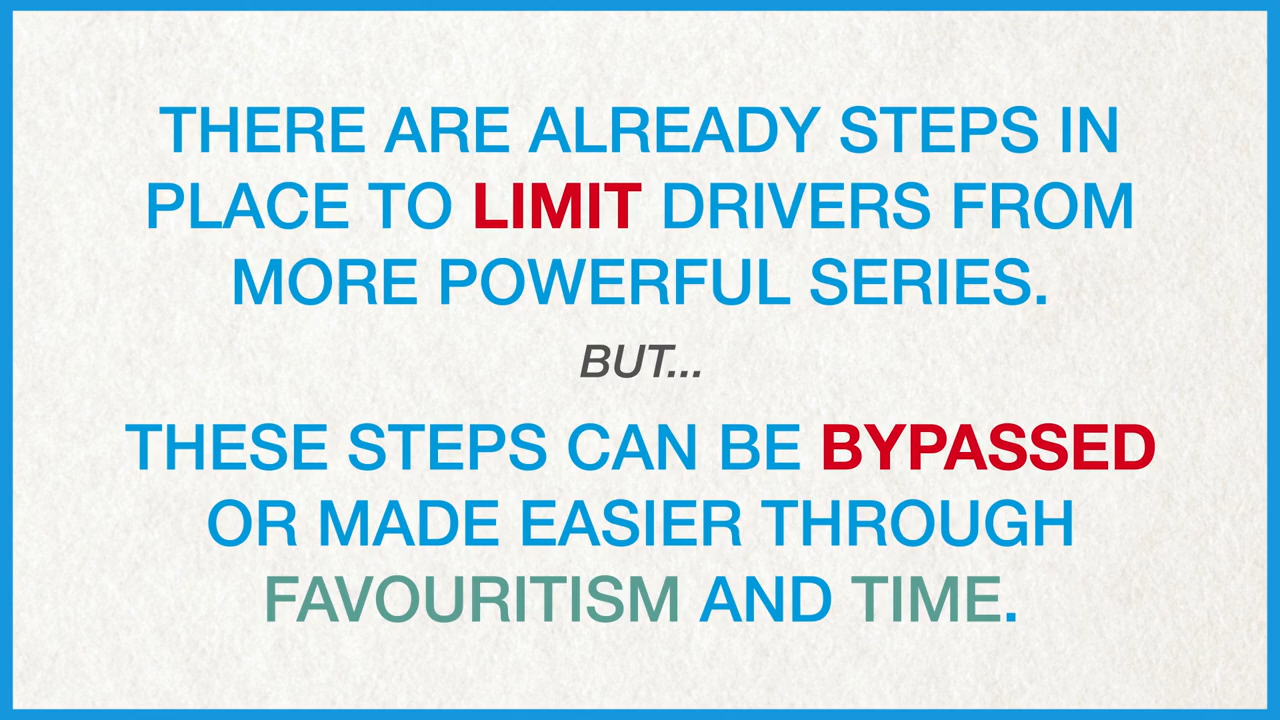 THERE ARE ALREADY STEPS IN
PLACE TO LIMIT DRIVERS FROM
MORE POWERFUL SERIES.
BUT...
THESE STEPS CAN BE BYPASSED
OR MADE EASIER THROUGH
FAVOURITISM AND TIME.